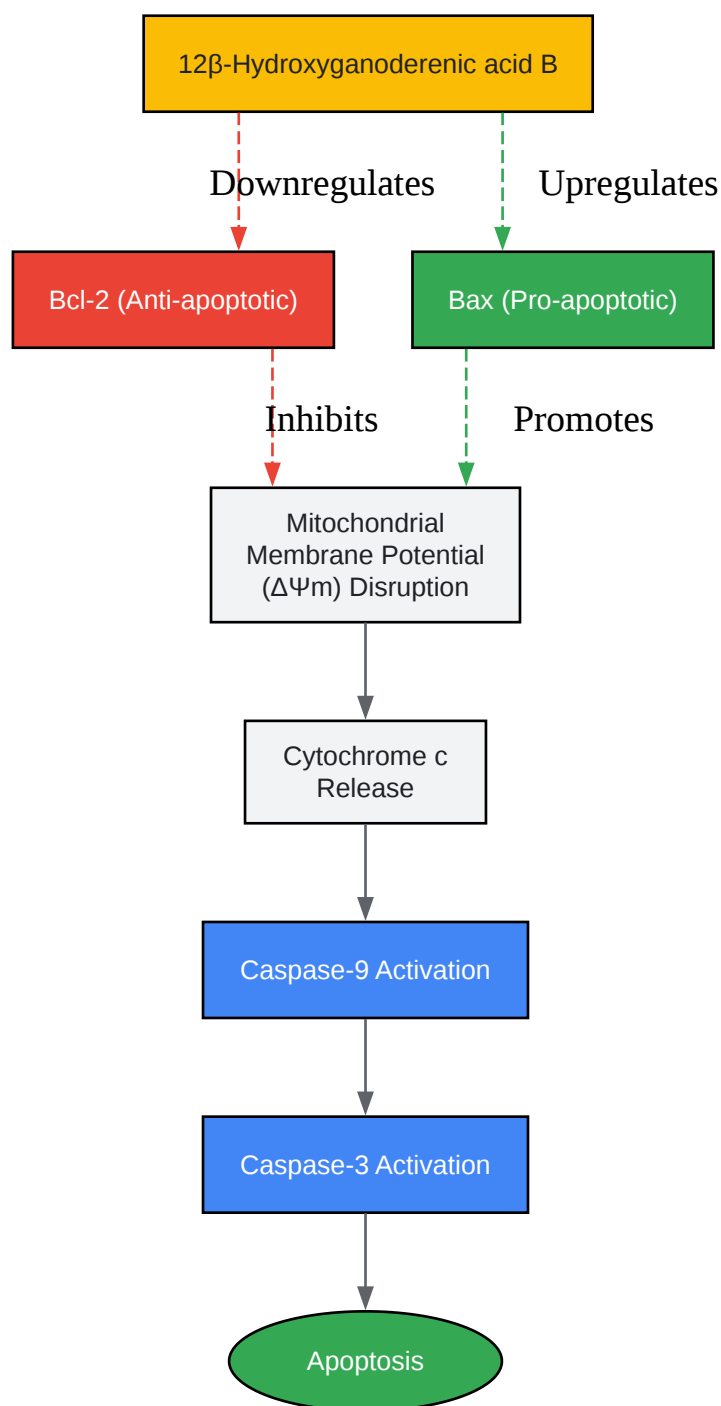 12β-Hydroxyganoderenic acid B
Downregulates
Upregulates
Bcl-2 (Anti-apoptotic)
Bax (Pro-apoptotic)
Inhibits
Promotes
Mitochondrial
Membrane Potential
(ΔΨm) Disruption
Cytochrome c
Release
Caspase-9 Activation
Caspase-3 Activation
Apoptosis